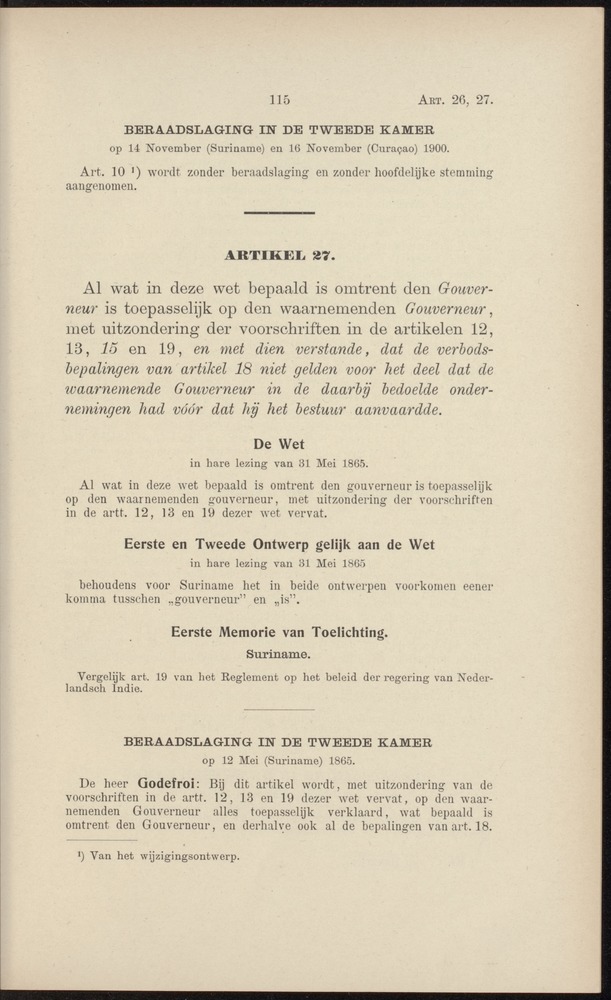 115 ART. 26, 27.
BERAADSLAGING IN DE TWEEDE KAMER
op 14 November (Suriname) en 16 November (Curaçao) 1900.
Art. 10 ¹) wordt zonder beraadslaging en zonder hoofdelijke stemming
aangenomen.
ARTIKEL 27.
Al wat in deze wet bepaald is omtrent den Gouver-
neur is toepasselijk op den waarnemenden Gouverneur,
met uitzondering der voorschriften in de artikelen 12,
13, 15 en 19, en met dien verstande, dat de verbods-
bepalingen van artikel 18 niet gelden voor het deel dat de
waarnemende Gouverneur in de daarbij bedoelde onder-
nemingen had vóór dat hij het bestuur aanvaardde.
De Wet
in hare lezing van 31 Mei 1865.
Al wat in deze wet bepaald is omtrent den gouverneur is toepasselijk
op den waarnemenden gouverneur, met uitzondering der voorschriften
in de artt. 12, 13 en 19 dezer wet vervat.
Eerste en Tweede Ontwerp gelijk aan de Wet
in hare lezing van 31 Mei 1865
behoudens voor Suriname het in beide ontwerpen voorkomen eener
komma tusschen „gouverneur” en „is”.
Eerste Memorie van Toelichting.
Suriname.
Vergelijk art. 19 van het Reglement op het beleid der regering van Neder-
landsch Indie.
BERAADSLAGING IN DE TWEEDE KAMER
op 12 Mei (Suriname) 1865.
De heer Godefroi: Bij dit artikel wordt, met uitzondering van de
voorschriften in de artt. 12, 13 en 19 dezer wet vervat, op den waar-
nemenden Gouverneur alles toepasselijk verklaard, wat bepaald is
omtrent den Gouverneur, en derhalve ook al de bepalingen van art. 18.
¹) Van het wijzigingsontwerp.